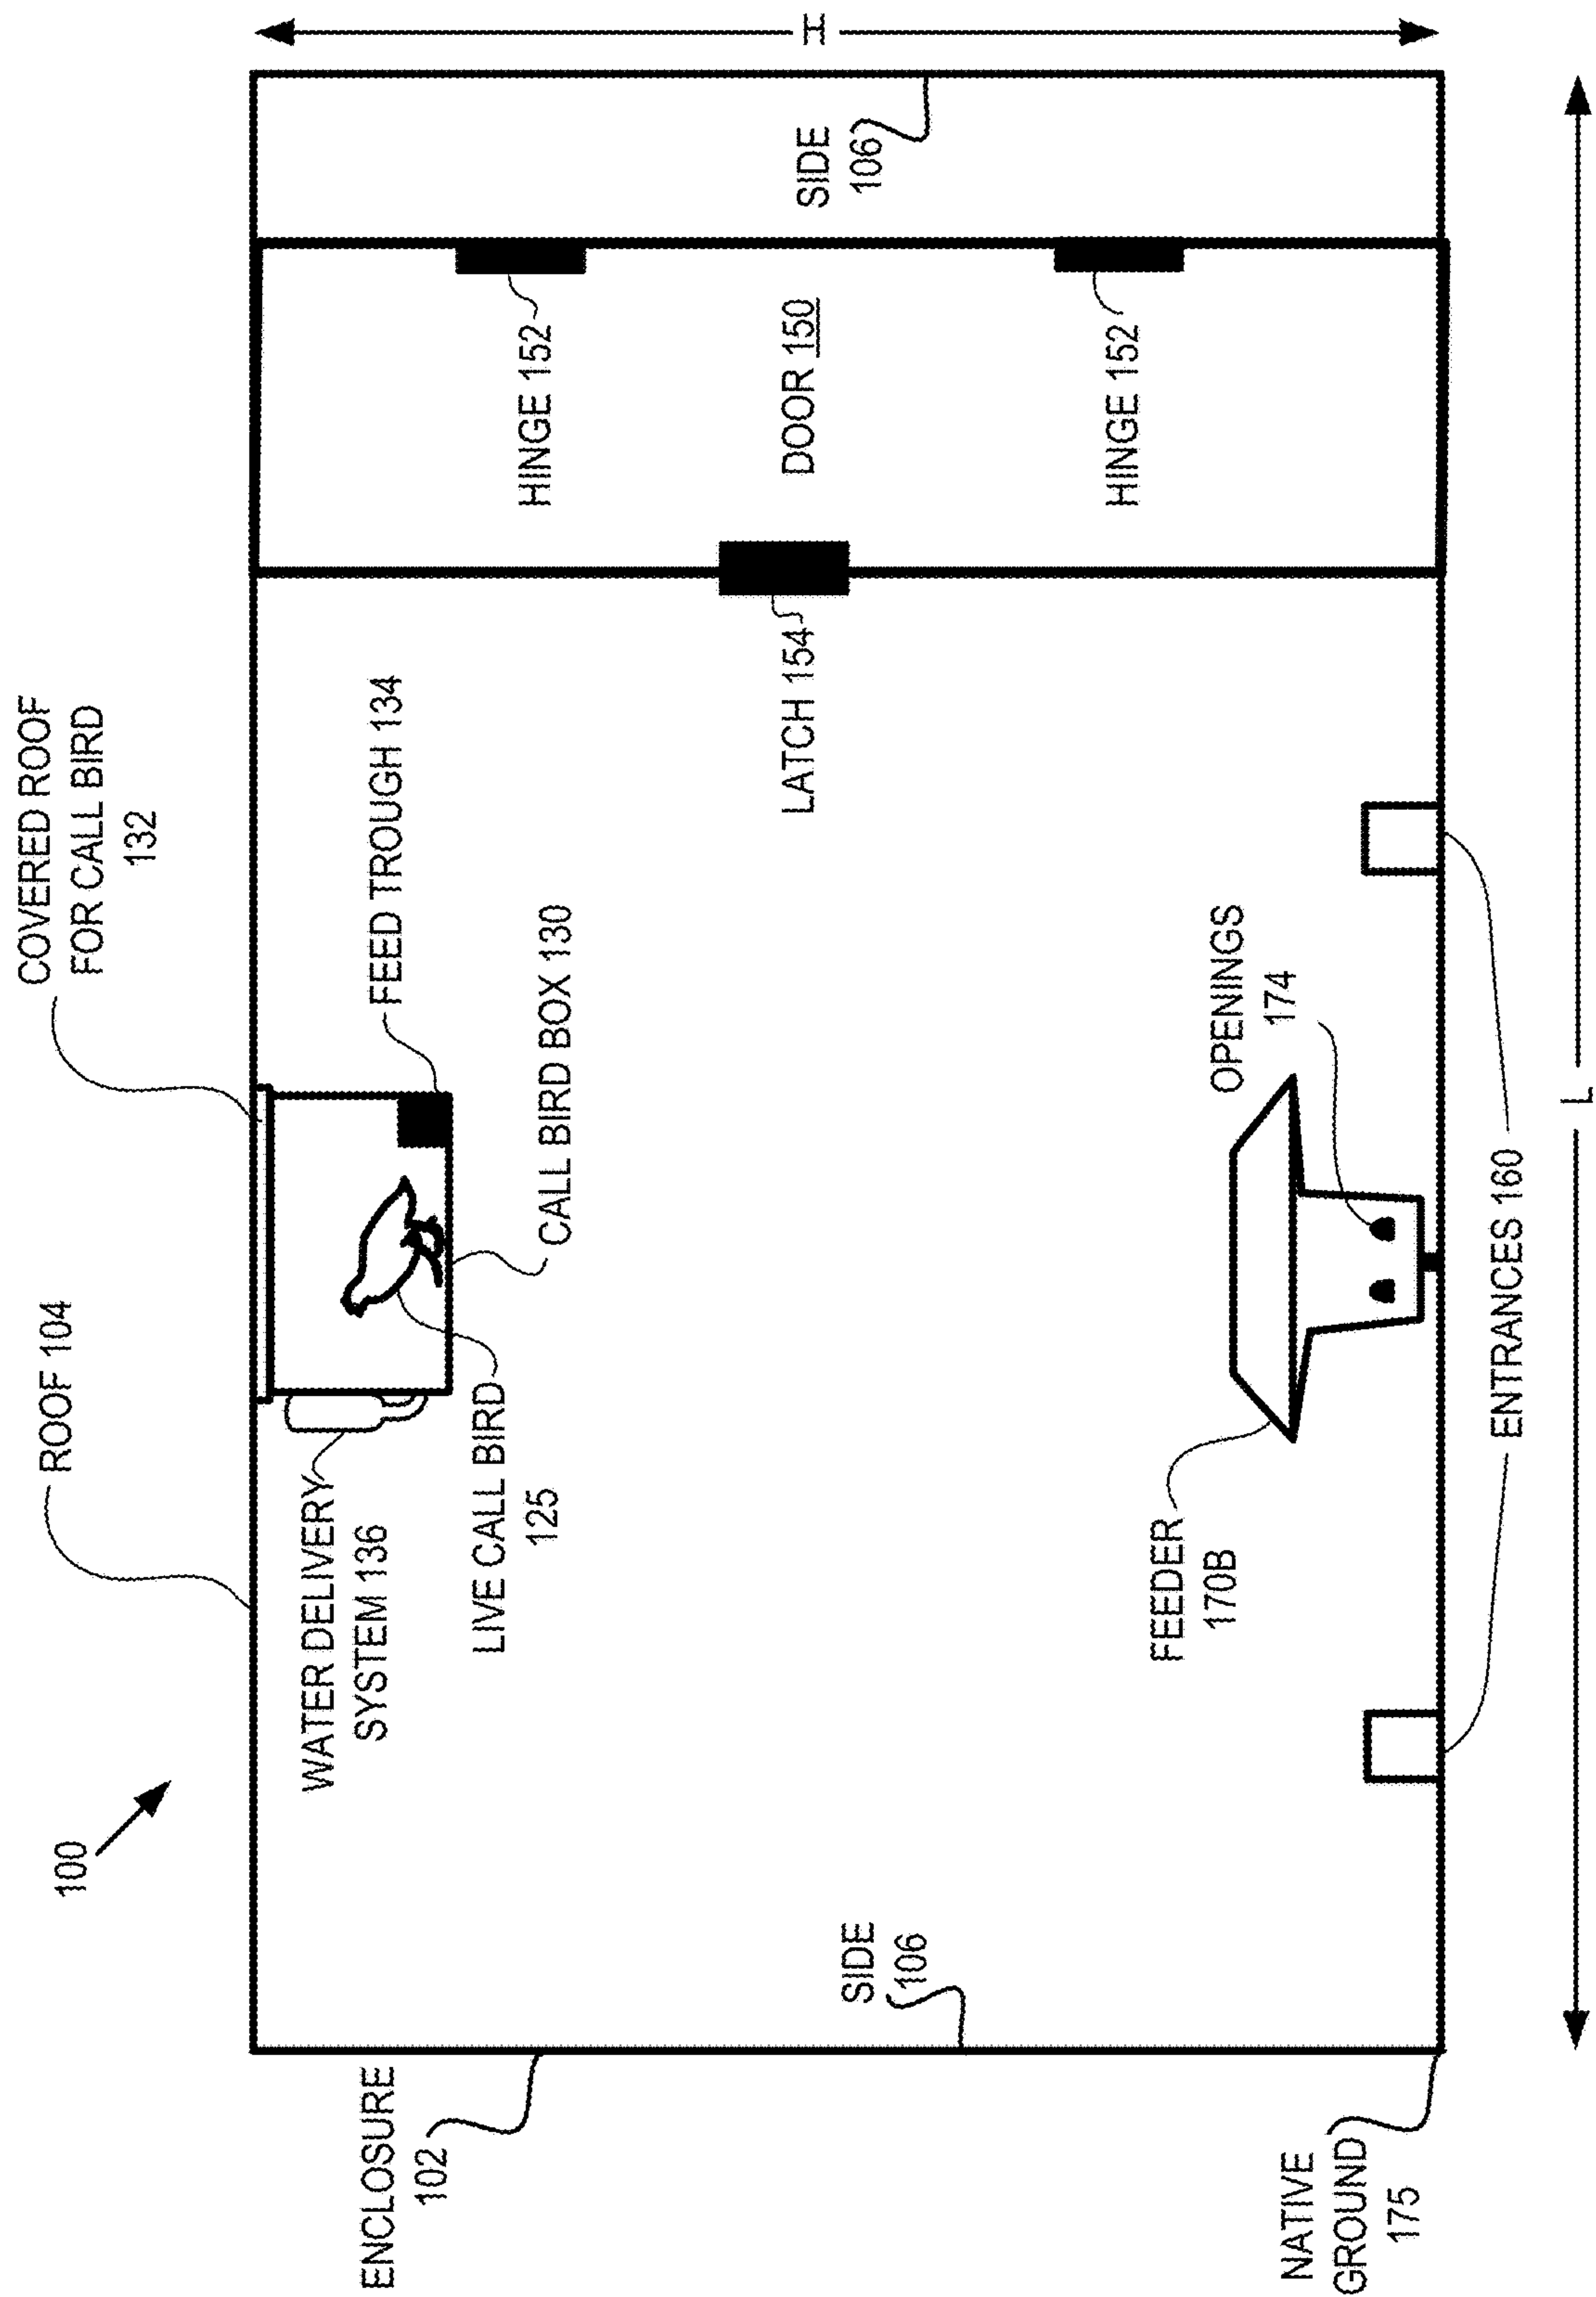 100
ROOF 104
COVERED ROOF
FOR CALL BIRD
132
ENCLOSURE
102
WATER DELIVERY
SYSTEM 136
LIVE CALL BIRD
125
FEED TROUGH 134
CALL BIRD BOX 130
HINGE 152
H
SIDE
106
LATCH 154
DOOR 150
SIDE
106
HINGE 152
FEEDER
170B
OPENINGS
174
NATIVE
GROUND
175
ENTRANCES 160
L